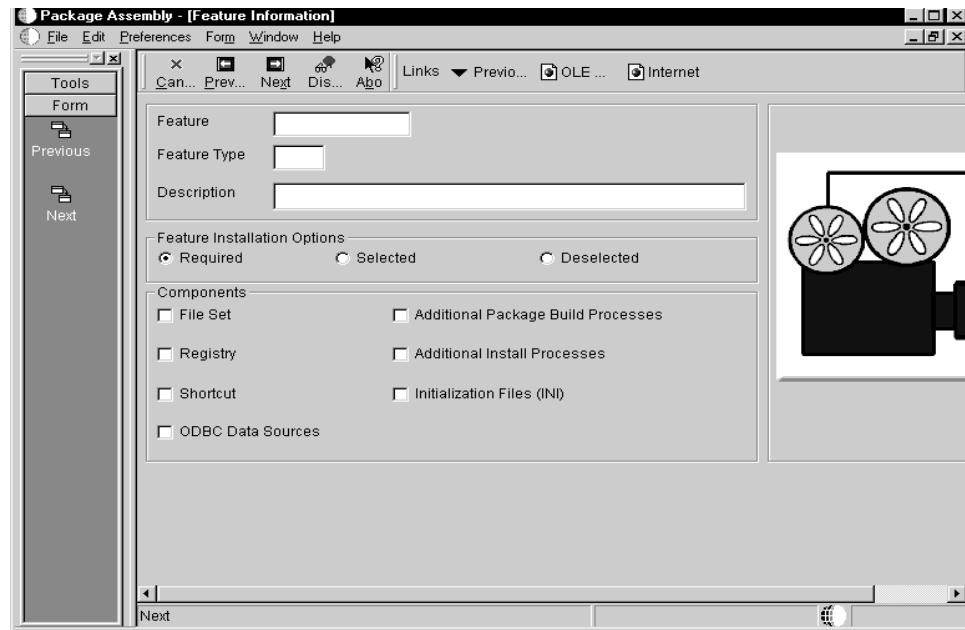 Package Assembly - [Feature Information]
File Edit Preferences Form Window Help
Can... Prev... Next Dis... Abo Links Previo... OLE ... Internet
Tools
Form
Previous
Next
Feature
Feature Type
Description
Feature Installation Options
Required Selected Deselected
Components
File Set Additional Package Build Processes
Registry Additional Install Processes
Shortcut Initialization Files (INI)
ODBC Data Sources
Next